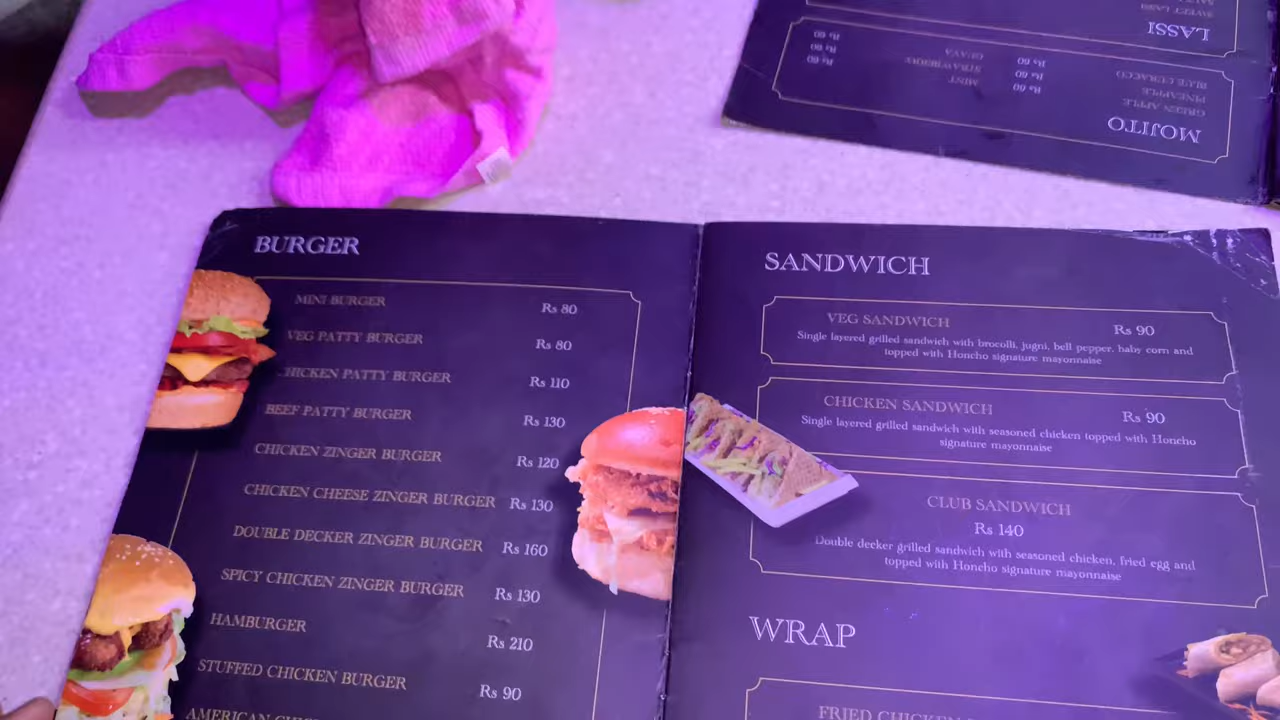 SWEET LASSI
LASSI
Rs 60
Rs 60
Rs 60
GUAVA
STRAWBERRY
MINT
Rs 60
Rs 60
Rs 60
BLUE CURACCO
PINEAPPLE
GREEN APPLE
MOJITO
BURGER
MINI BURGER Rs 80
VEG PATTY BURGER Rs 80
CHICKEN PATTY BURGER Rs 110
BEEF PATTY BURGER Rs 130
CHICKEN ZINGER BURGER Rs 120
CHICKEN CHEESE ZINGER BURGER Rs 130
DOUBLE DECKER ZINGER BURGER Rs 160
SPICY CHICKEN ZINGER BURGER Rs 130
HAMBURGER Rs 210
STUFFED CHICKEN BURGER Rs 90
AMERICAN
SANDWICH
VEG SANDWICH Rs 90
Single layered grilled sandwich with brocolli, jugni, bell pepper, baby corn and
topped with Honcho signature mayonnaise
CHICKEN SANDWICH Rs 90
Single layered grilled sandwich with seasoned chicken topped with Honcho
signature mayonnaise
CLUB SANDWICH
Rs 140
Double decker grilled sandwich with seasoned chicken, fried egg and
topped with Honcho signature mayonnaise
WRAP
FRIED CHICKEN